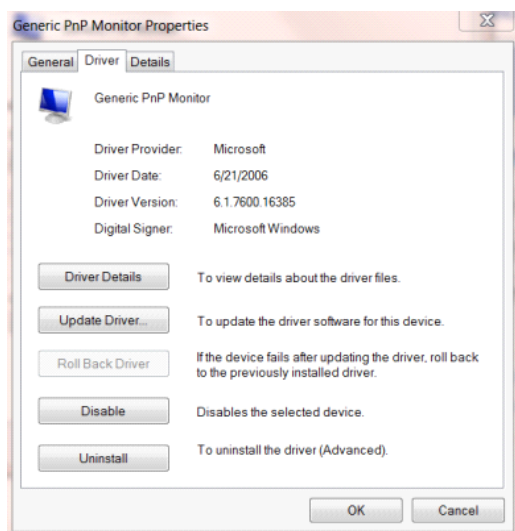 Generic PnP Monitor Properties
General Driver Details
Generic PnP Monitor
Driver Provider: Microsoft
Driver Date: 6/21/2006
Driver Version: 6.1.7600.16385
Digital Signer: Microsoft Windows
Driver Details To view details about the driver files.
Update Driver... To update the driver software for this device.
Roll Back Driver If the device fails after updating the driver, roll back
to the previously installed driver.
Disable Disables the selected device.
Uninstall To uninstall the driver (Advanced).
OK Cancel